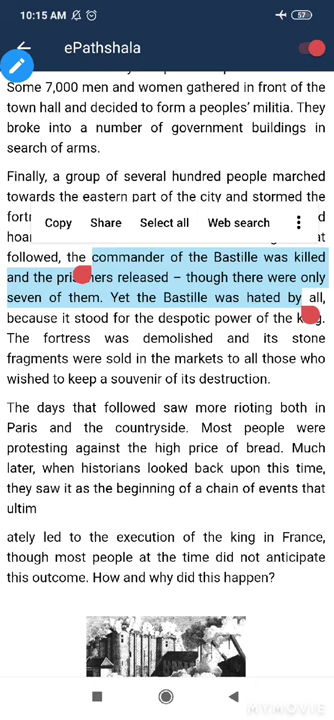 10:15 AM
57
ePathshala
Some 7,000 men and women gathered in front of the
town hall and decided to form a peoples' militia. They
broke into a number of government buildings in
search of arms.
Finally, a group of several hundred people marched
towards the eastern part of the city and stormed the
Copy Share Select all Web search
followed, the commander of the Bastille was killed
and the prisoners released – though there were only
seven of them. Yet the Bastille was hated by all,
because it stood for the despotic power of the king.
The fortress was demolished and its stone
fragments were sold in the markets to all those who
wished to keep a souvenir of its destruction.
The days that followed saw more rioting both in
Paris and the countryside. Most people were
protesting against the high price of bread. Much
later, when historians looked back upon this time,
they saw it as the beginning of a chain of events that
ultim
ately led to the execution of the king in France,
though most people at the time did not anticipate
this outcome. How and why did this happen?
MYMOVIE